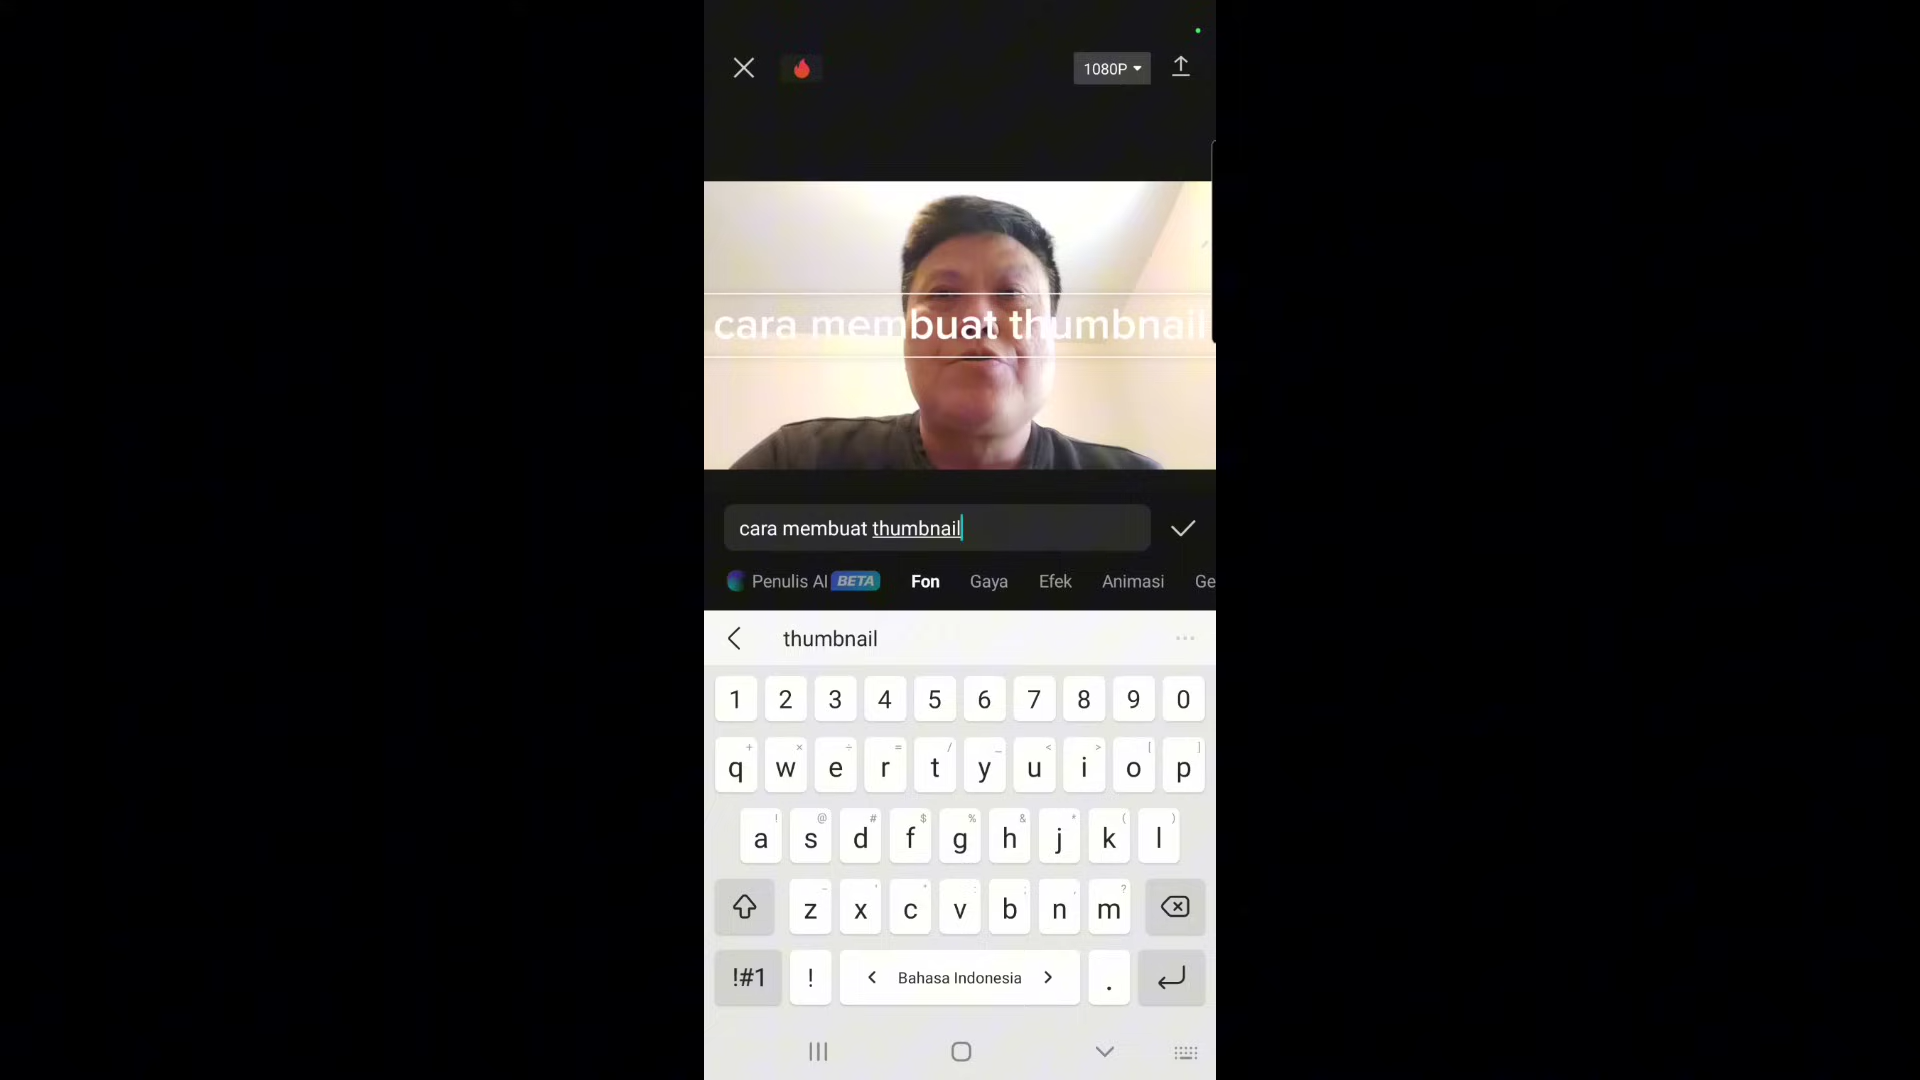 1080P
cara membuat thumbnail
cara membuat thumbnail
Penulis AI BETA Fon Gaya Efek Animasi Ge
thumbnail
1 2 3 4 5 6 7 8 9 0
q w e r t y u i o p
a s d f g h j k l
z x c v b n m
!#1 ! < Bahasa Indonesia > .